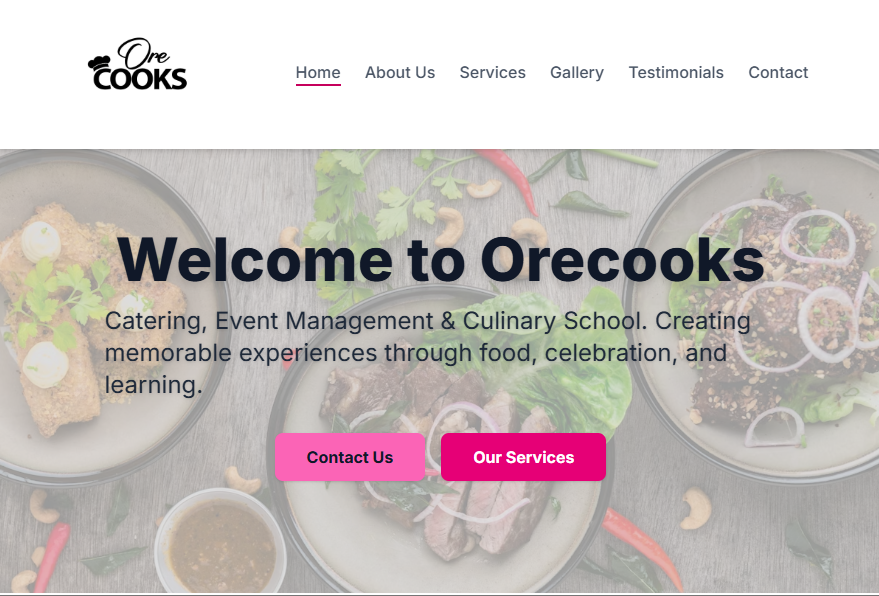 Ore
COOKS
Home About Us Services Gallery Testimonials Contact
Welcome to Orecooks
Catering, Event Management & Culinary School. Creating
memorable experiences through food, celebration, and
learning.
Contact Us Our Services